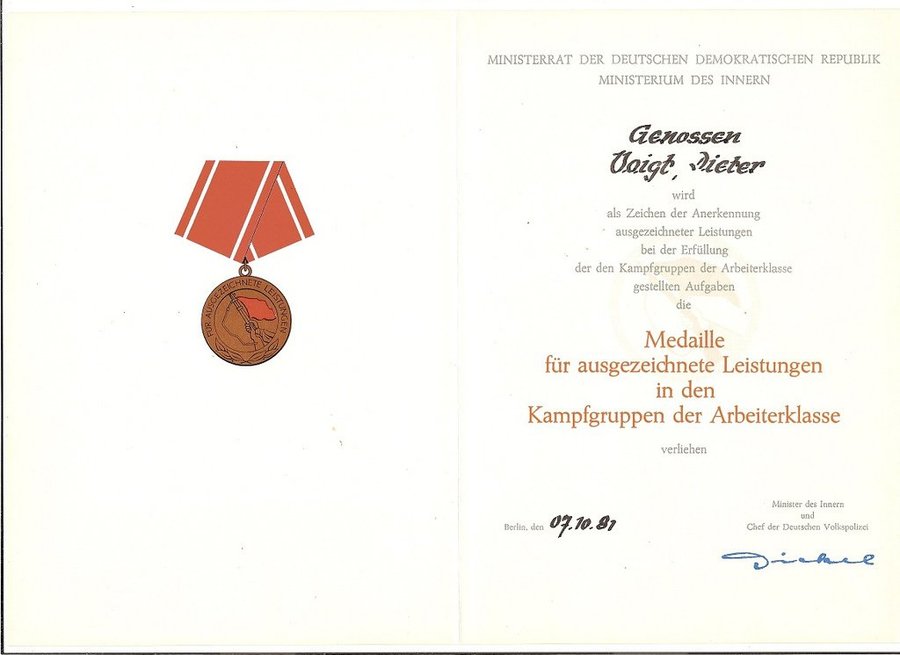 FÜR AUSGEZEICHNETE LEISTUNGEN
MINISTERRAT DER DEUTSCHEN DEMOKRATISCHEN REPUBLIK
MINISTERIUM DES INNERN
Genossen
Voigt, Dieter
wird
als Zeichen der Anerkennung
ausgezeichneter Leistungen
bei der Erfüllung
der den Kampfgruppen der Arbeiterklasse
gestellten Aufgaben
die
Medaille
für ausgezeichnete Leistungen
in den
Kampfgruppen der Arbeiterklasse
verliehen
Berlin, den 07.10.81
Minister des Innern
und
Chef der Deutschen Volkspolizei
Dickel